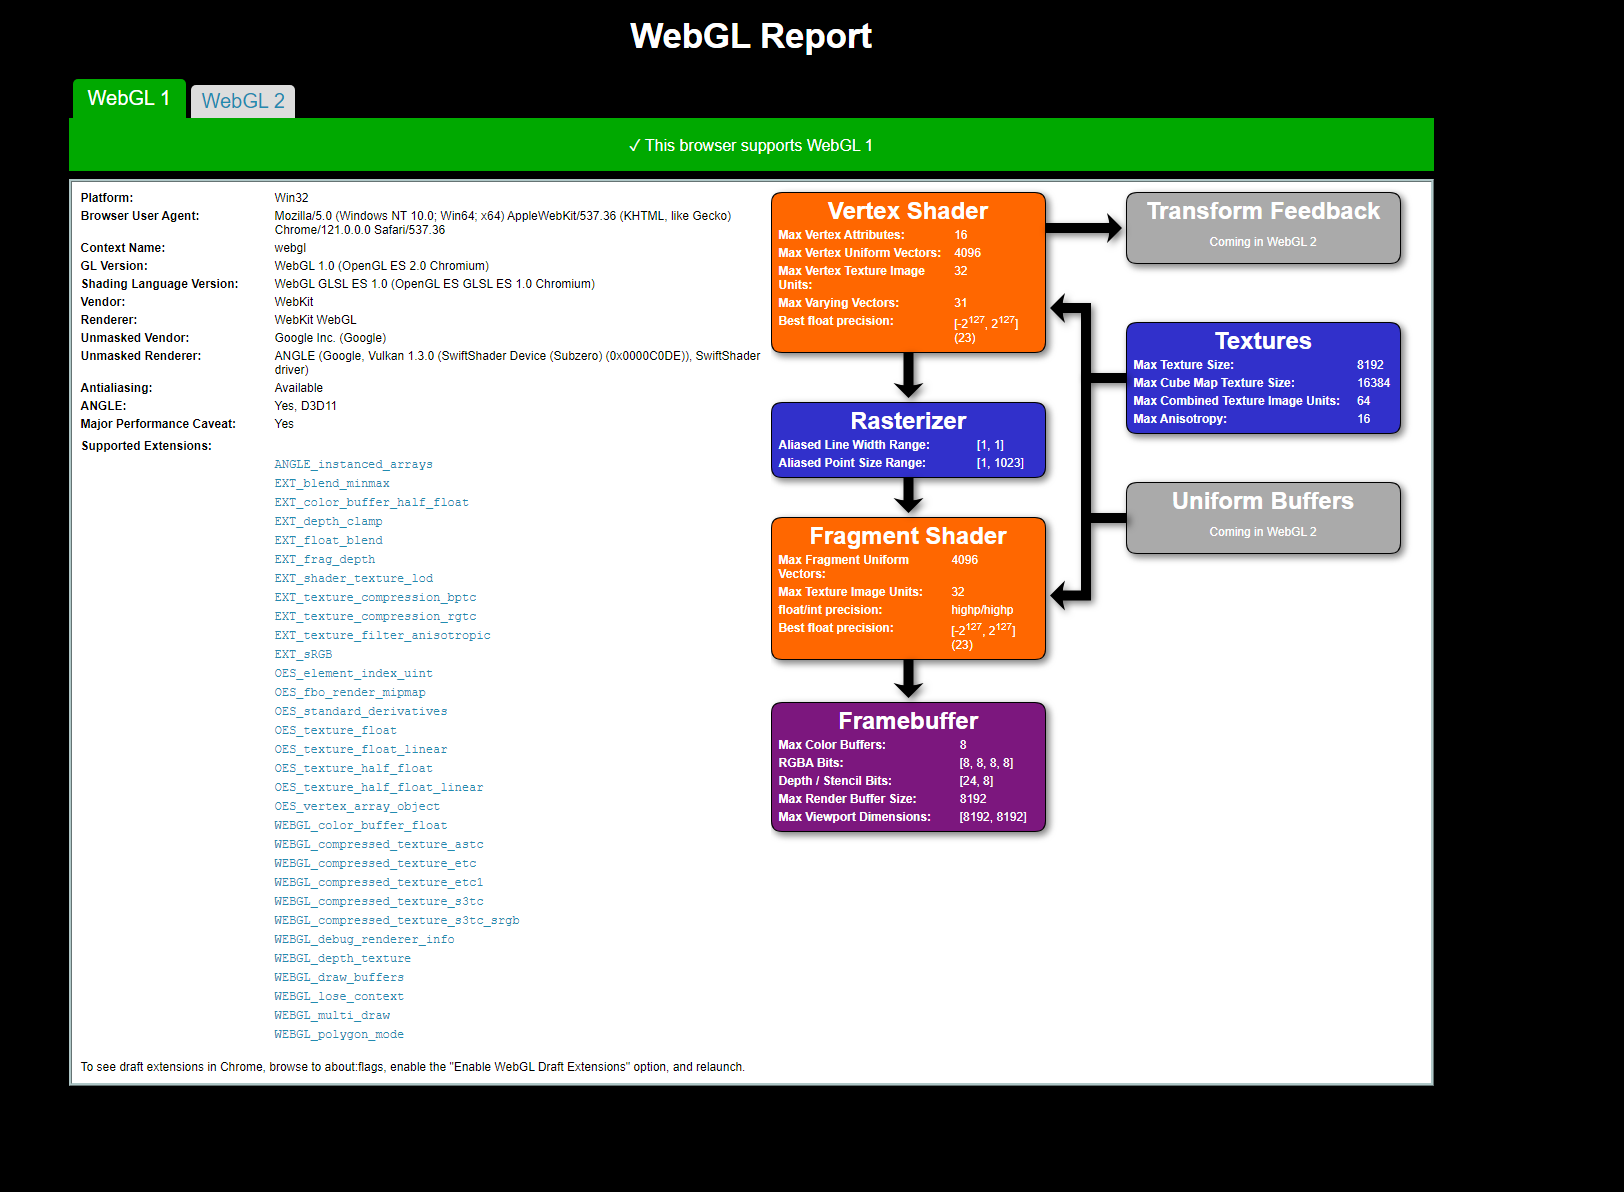 WebGL Report
WebGL 1
WebGL 2
✓ This browser supports WebGL 1
Platform: Win32
Browser User Agent: Mozilla/5.0 (Windows NT 10.0; Win64; x64) AppleWebKit/537.36 (KHTML, like Gecko)
Chrome/121.0.0.0 Safari/537.36
Context Name: webgl
GL Version: WebGL 1.0 (OpenGL ES 2.0 Chromium)
Shading Language Version: WebGL GLSL ES 1.0 (OpenGL ES GLSL ES 1.0 Chromium)
Vendor: WebKit
Renderer: WebKit WebGL
Unmasked Vendor: Google Inc. (Google)
Unmasked Renderer: ANGLE (Google, Vulkan 1.3.0 (SwiftShader Device (Subzero) (0x0000C0DE)), SwiftShader
driver)
Antialiasing: Available
ANGLE: Yes, D3D11
Major Performance Caveat: Yes
Supported Extensions:
ANGLE_instanced_arrays
EXT_blend_minmax
EXT_color_buffer_half_float
EXT_depth_clamp
EXT_float_blend
EXT_frag_depth
EXT_shader_texture_lod
EXT_texture_compression_bptc
EXT_texture_compression_rgtc
EXT_texture_filter_anisotropic
EXT_sRGB
OES_element_index_uint
OES_fbo_render_mipmap
OES_standard_derivatives
OES_texture_float
OES_texture_float_linear
OES_texture_half_float
OES_texture_half_float_linear
OES_vertex_array_object
WEBGL_color_buffer_float
WEBGL_compressed_texture_astc
WEBGL_compressed_texture_etc
WEBGL_compressed_texture_etc1
WEBGL_compressed_texture_s3tc
WEBGL_compressed_texture_s3tc_srgb
WEBGL_debug_renderer_info
WEBGL_depth_texture
WEBGL_draw_buffers
WEBGL_lose_context
WEBGL_multi_draw
WEBGL_polygon_mode
To see draft extensions in Chrome, browse to about:flags, enable the "Enable WebGL Draft Extensions" option, and relaunch.
Vertex Shader
Max Vertex Attributes: 16
Max Vertex Uniform Vectors: 4096
Max Vertex Texture Image 32
Units:
Max Varying Vectors: 31
Best float precision: [-2¹²⁷, 2¹²⁷]
(23)
Rasterizer
Aliased Line Width Range: [1, 1]
Aliased Point Size Range: [1, 1023]
Fragment Shader
Max Fragment Uniform 4096
Vectors:
Max Texture Image Units: 32
float/int precision: highp/highp
Best float precision: [-2¹²⁷, 2¹²⁷]
(23)
Framebuffer
Max Color Buffers: 8
RGBA Bits: [8, 8, 8, 8]
Depth / Stencil Bits: [24, 8]
Max Render Buffer Size: 8192
Max Viewport Dimensions: [8192, 8192]
Transform Feedback
Coming in WebGL 2
Textures
Max Texture Size: 8192
Max Cube Map Texture Size: 16384
Max Combined Texture Image Units: 64
Max Anisotropy: 16
Uniform Buffers
Coming in WebGL 2